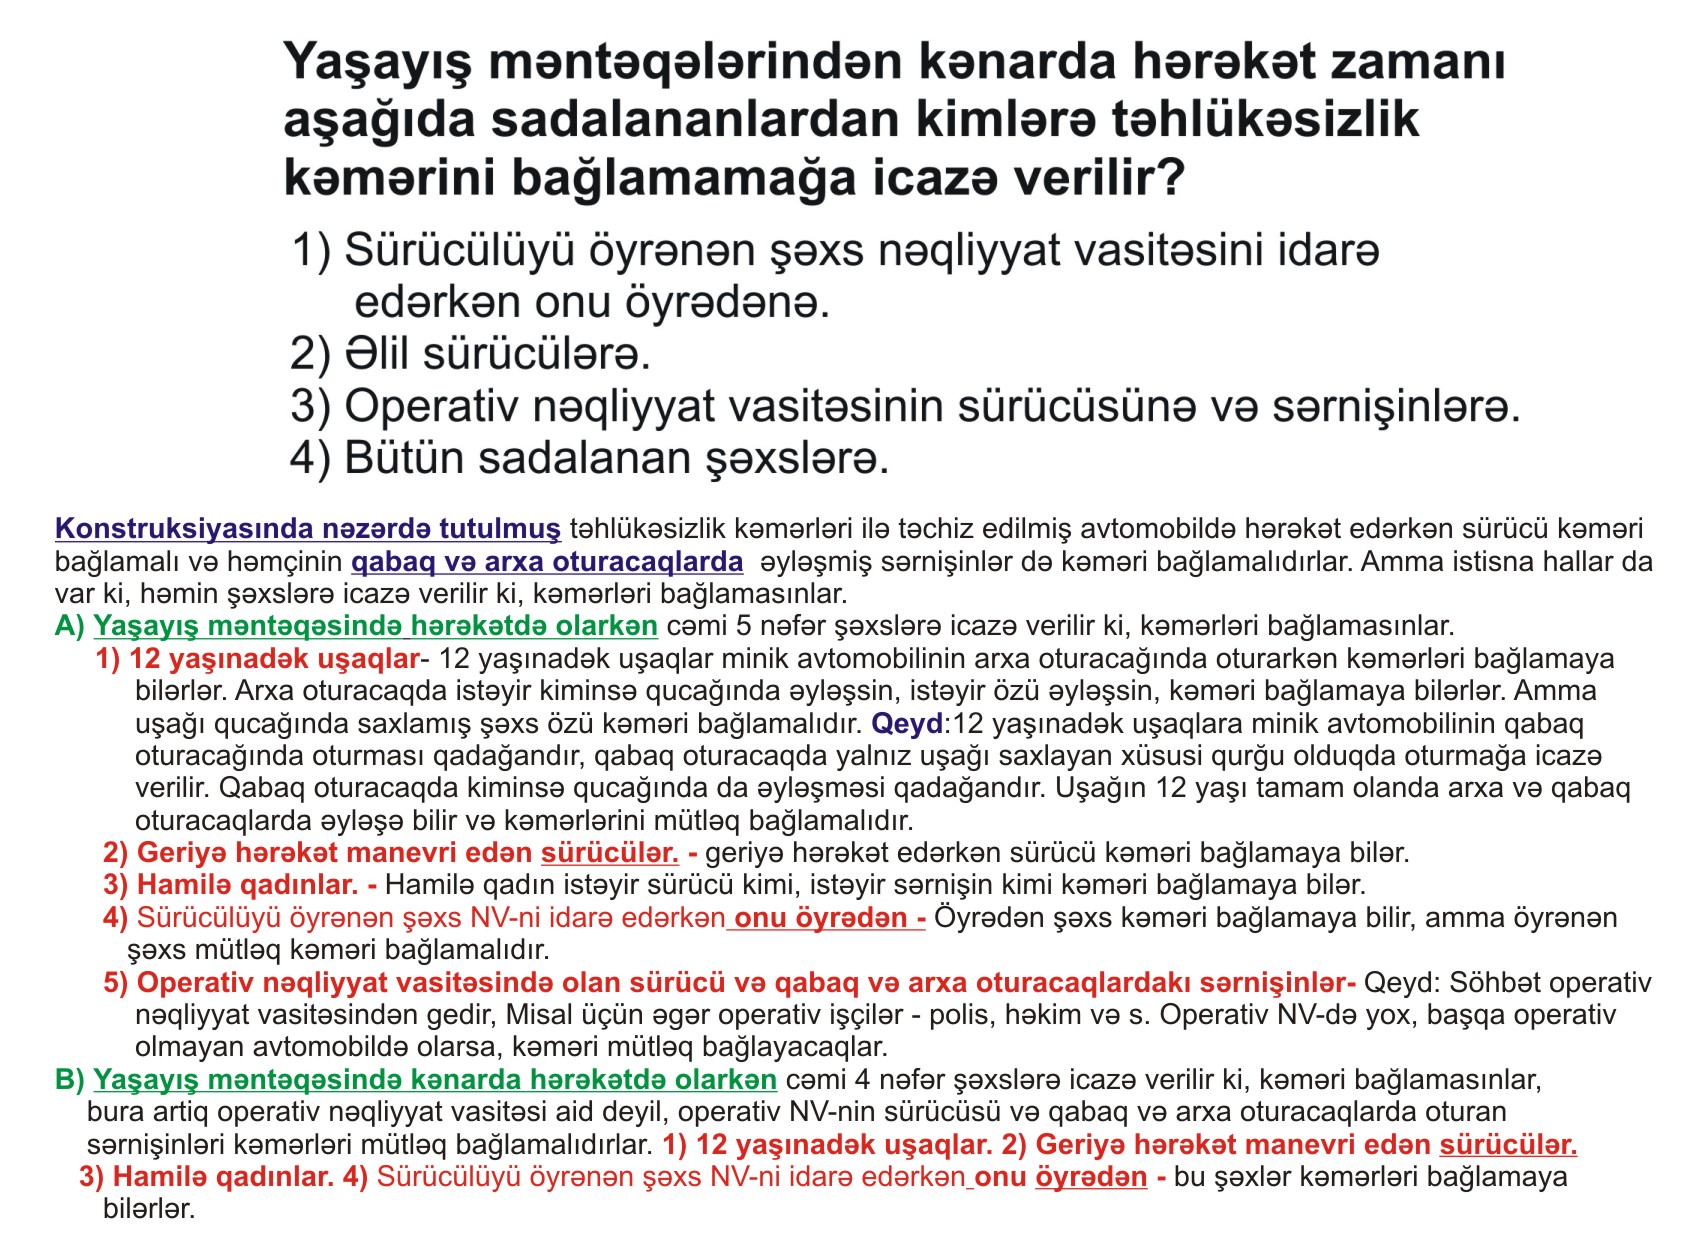 Yaşayış məntəqələrindən kənarda hərəkət zamanı
aşağıda sadalananlardan kimlərə təhlükəsizlik
kəmərini bağlamamağa icazə verilir?
1) Sürücülüyü öyrənən şəxs nəqliyyat vasitəsini idarə
edərkən onu öyrədənə.
2) Əlil sürücülərə.
3) Operativ nəqliyyat vasitəsinin sürücüsünə və sərnişinlərə.
4) Bütün sadalanan şəxslərə.
Konstruksiyasında nəzərdə tutulmuş təhlükəsizlik kəmərləri ilə təchiz edilmiş avtomobildə hərəkət edərkən sürücü kəməri
bağlamalı və həmçinin qabaq və arxa oturacaqlarda əyləşmiş sərnişinlər də kəməri bağlamalıdırlar. Amma istisna hallar da
var ki, həmin şəxslərə icazə verilir ki, kəmərləri bağlamasınlar.
A) Yaşayış məntəqəsində hərəkətdə olarkən cəmi 5 nəfər şəxslərə icazə verilir ki, kəmərləri bağlamasınlar.
1) 12 yaşınadək uşaqlar- 12 yaşınadək uşaqlar minik avtomobilinin arxa oturacağında oturarkən kəmərləri bağlamaya
bilərlər. Arxa oturacaqda istəyir kiminsə qucağında əyləşsin, istəyir özü əyləşsin, kəməri bağlamaya bilərlər. Amma
uşağı qucağında saxlamış şəxs özü kəməri bağlamalıdır. Qeyd:12 yaşınadək uşaqlara minik avtomobilinin qabaq
oturacağında oturması qadağandır, qabaq oturacaqda yalnız uşağı saxlayan xüsusi qurğu olduqda oturmağa icazə
verilir. Qabaq oturacaqda kiminsə qucağında da əyləşməsi qadağandır. Uşağın 12 yaşı tamam olanda arxa və qabaq
oturacaqlarda əyləşə bilir və kəmərlərini mütləq bağlamalıdır.
2) Geriyə hərəkət manevri edən sürücülər. - geriyə hərəkət edərkən sürücü kəməri bağlamaya bilər.
3) Hamilə qadınlar. - Hamilə qadın istəyir sürücü kimi, istəyir sərnişin kimi kəməri bağlamaya bilər.
4) Sürücülüyü öyrənən şəxs NV-ni idarə edərkən onu öyrədən - Öyrədən şəxs kəməri bağlamaya bilir, amma öyrənən
şəxs mütləq kəməri bağlamalıdır.
5) Operativ nəqliyyat vasitəsində olan sürücü və qabaq və arxa oturacaqlardakı sərnişinlər- Qeyd: Söhbət operativ
nəqliyyat vasitəsindən gedir, Misal üçün əgər operativ işçilər - polis, həkim və s. Operativ NV-də yox, başqa operativ
olmayan avtomobildə olarsa, kəməri mütləq bağlayacaqlar.
B) Yaşayış məntəqəsində kənarda hərəkətdə olarkən cəmi 4 nəfər şəxslərə icazə verilir ki, kəməri bağlamasınlar,
bura artiq operativ nəqliyyat vasitəsi aid deyil, operativ NV-nin sürücüsü və qabaq və arxa oturacaqlarda oturan
sərnişinləri kəmərləri mütləq bağlamalıdırlar. 1) 12 yaşınadək uşaqlar. 2) Geriyə hərəkət manevri edən sürücülər.
3) Hamilə qadınlar. 4) Sürücülüyü öyrənən şəxs NV-ni idarə edərkən onu öyrədən - bu şəxlər kəmərləri bağlamaya
bilərlər.